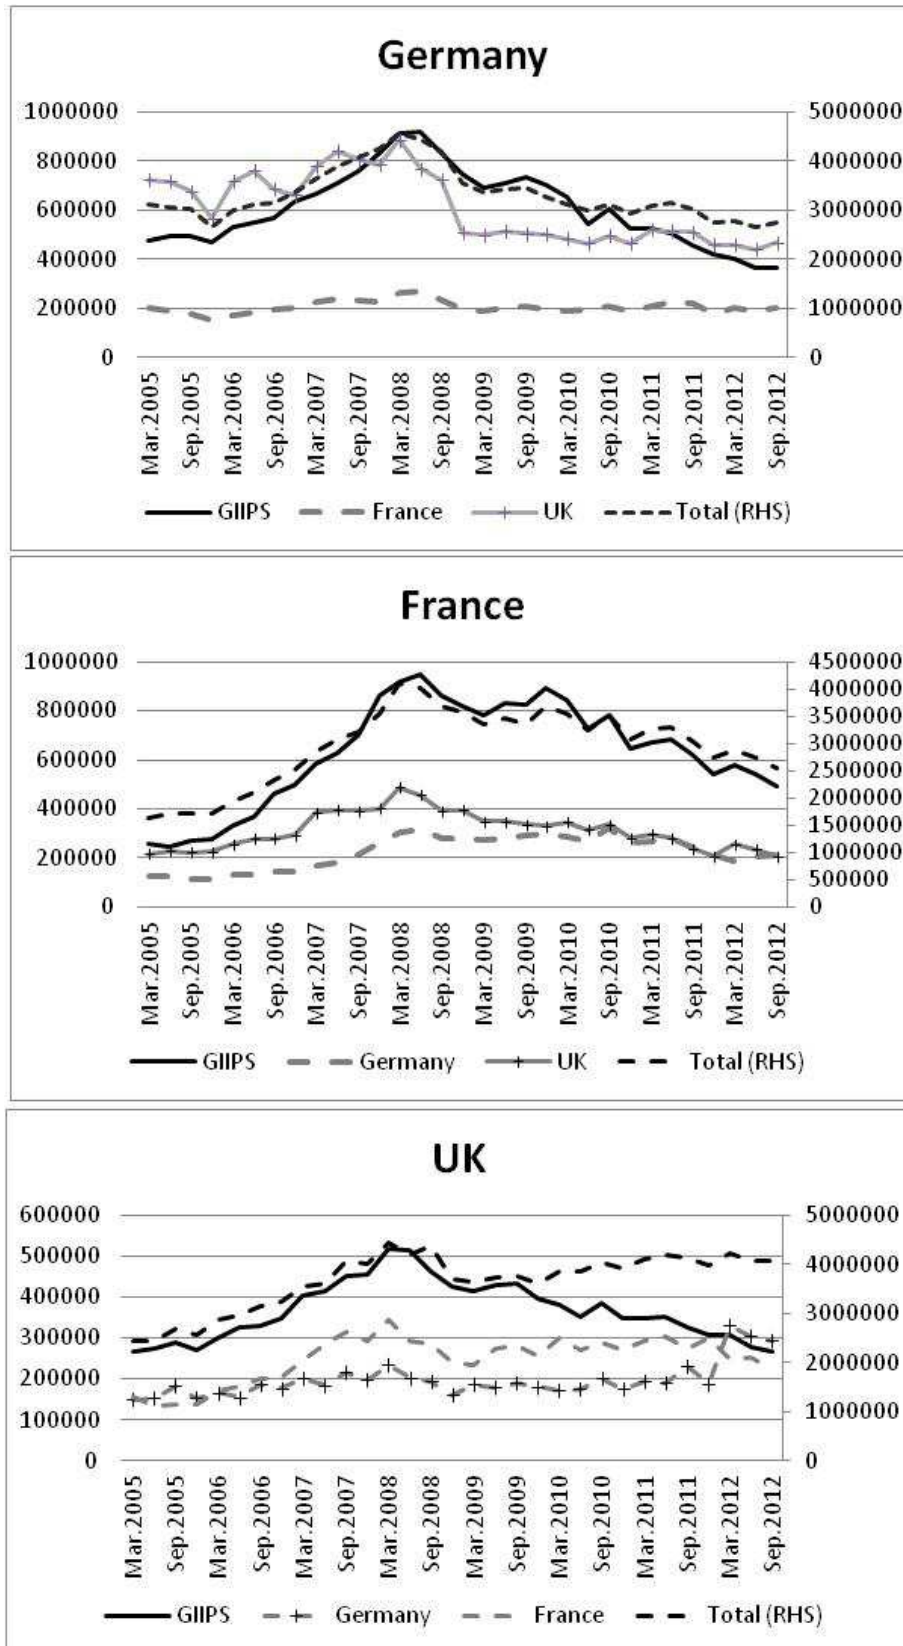 Germany
1000000 5000000
800000 4000000
600000 3000000
400000 2000000
200000 1000000
0 0
Mar.2005 Sep.2005 Mar.2006 Sep.2006 Mar.2007 Sep.2007 Mar.2008 Sep.2008 Mar.2009 Sep.2009 Mar.2010 Sep.2010 Mar.2011 Sep.2011 Mar.2012 Sep.2012
GIIPS France UK Total (RHS)
France
1000000 4500000
4000000
800000 3500000
600000 3000000
2500000
400000 2000000
1500000
200000 1000000
500000
0 0
Mar.2005 Sep.2005 Mar.2006 Sep.2006 Mar.2007 Sep.2007 Mar.2008 Sep.2008 Mar.2009 Sep.2009 Mar.2010 Sep.2010 Mar.2011 Sep.2011 Mar.2012 Sep.2012
GIIPS Germany UK Total (RHS)
UK
600000 5000000
500000 4000000
400000
300000 3000000
200000 2000000
100000 1000000
0 0
Mar.2005 Sep.2005 Mar.2006 Sep.2006 Mar.2007 Sep.2007 Mar.2008 Sep.2008 Mar.2009 Sep.2009 Mar.2010 Sep.2010 Mar.2011 Sep.2011 Mar.2012 Sep.2012
GIIPS Germany France Total (RHS)